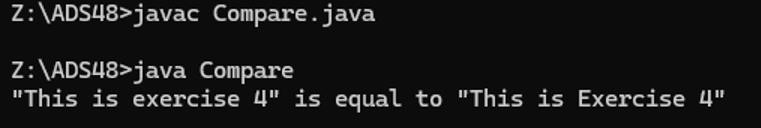 Z:\ADS48>javac Compare.java
Z:\ADS48>java Compare
"This is exercise 4" is equal to "This is Exercise 4"